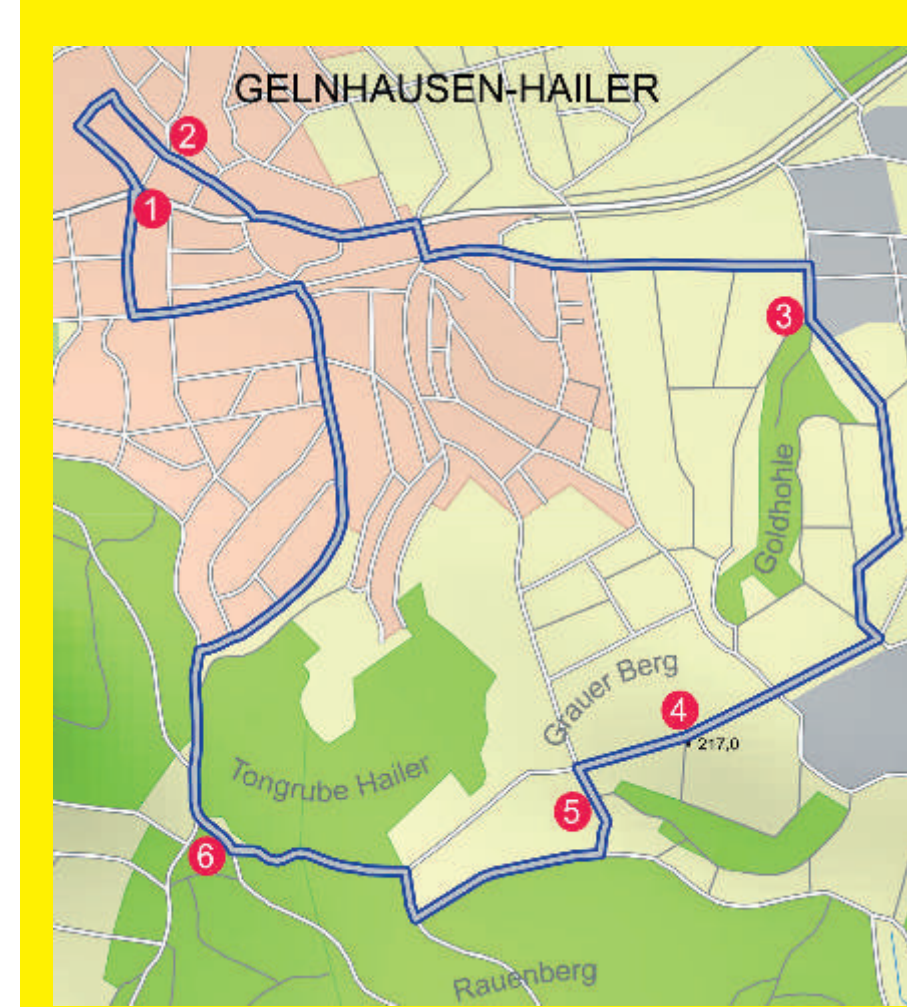 GELNHAUSEN-HAILER
2
1
3
Goldhohle
Grauer Berg
4
217,0
Tongrube Hailer
5
6
Rauenberg